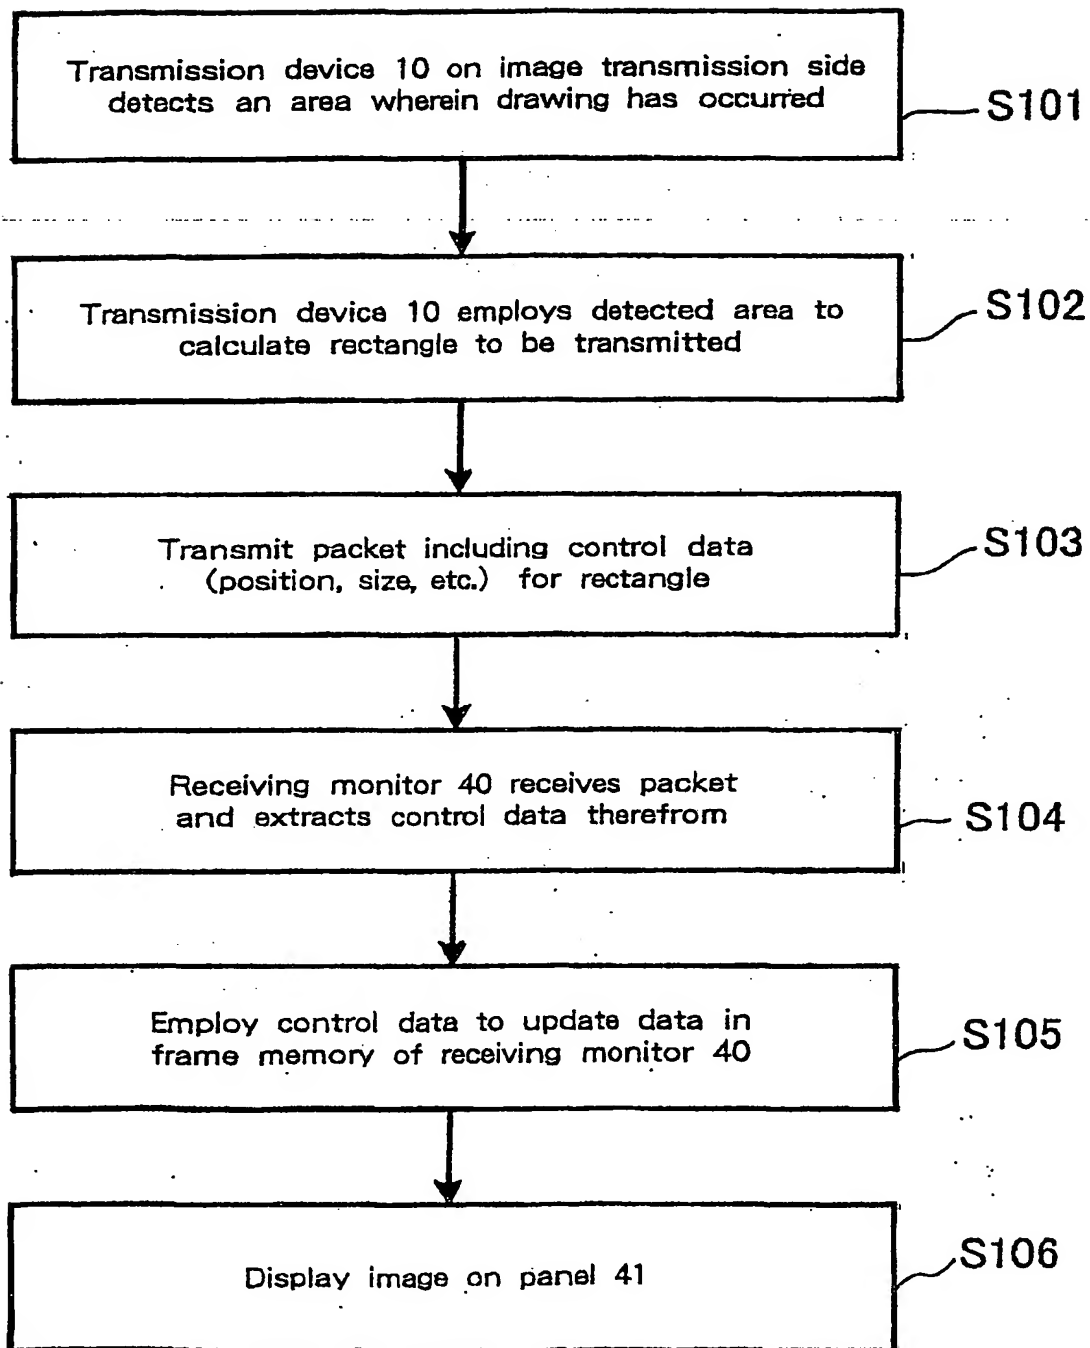 Transmission device 10 on image transmission side
detects an area wherein drawing has occurred
S101
Transmission device 10 employs detected area to
calculate rectangle to be transmitted
S102
Transmit packet including control data
(position, size, etc.) for rectangle
S103
Receiving monitor 40 receives packet
and extracts control data therefrom
S104
Employ control data to update data in
frame memory of receiving monitor 40
S105
Display image on panel 41
S106